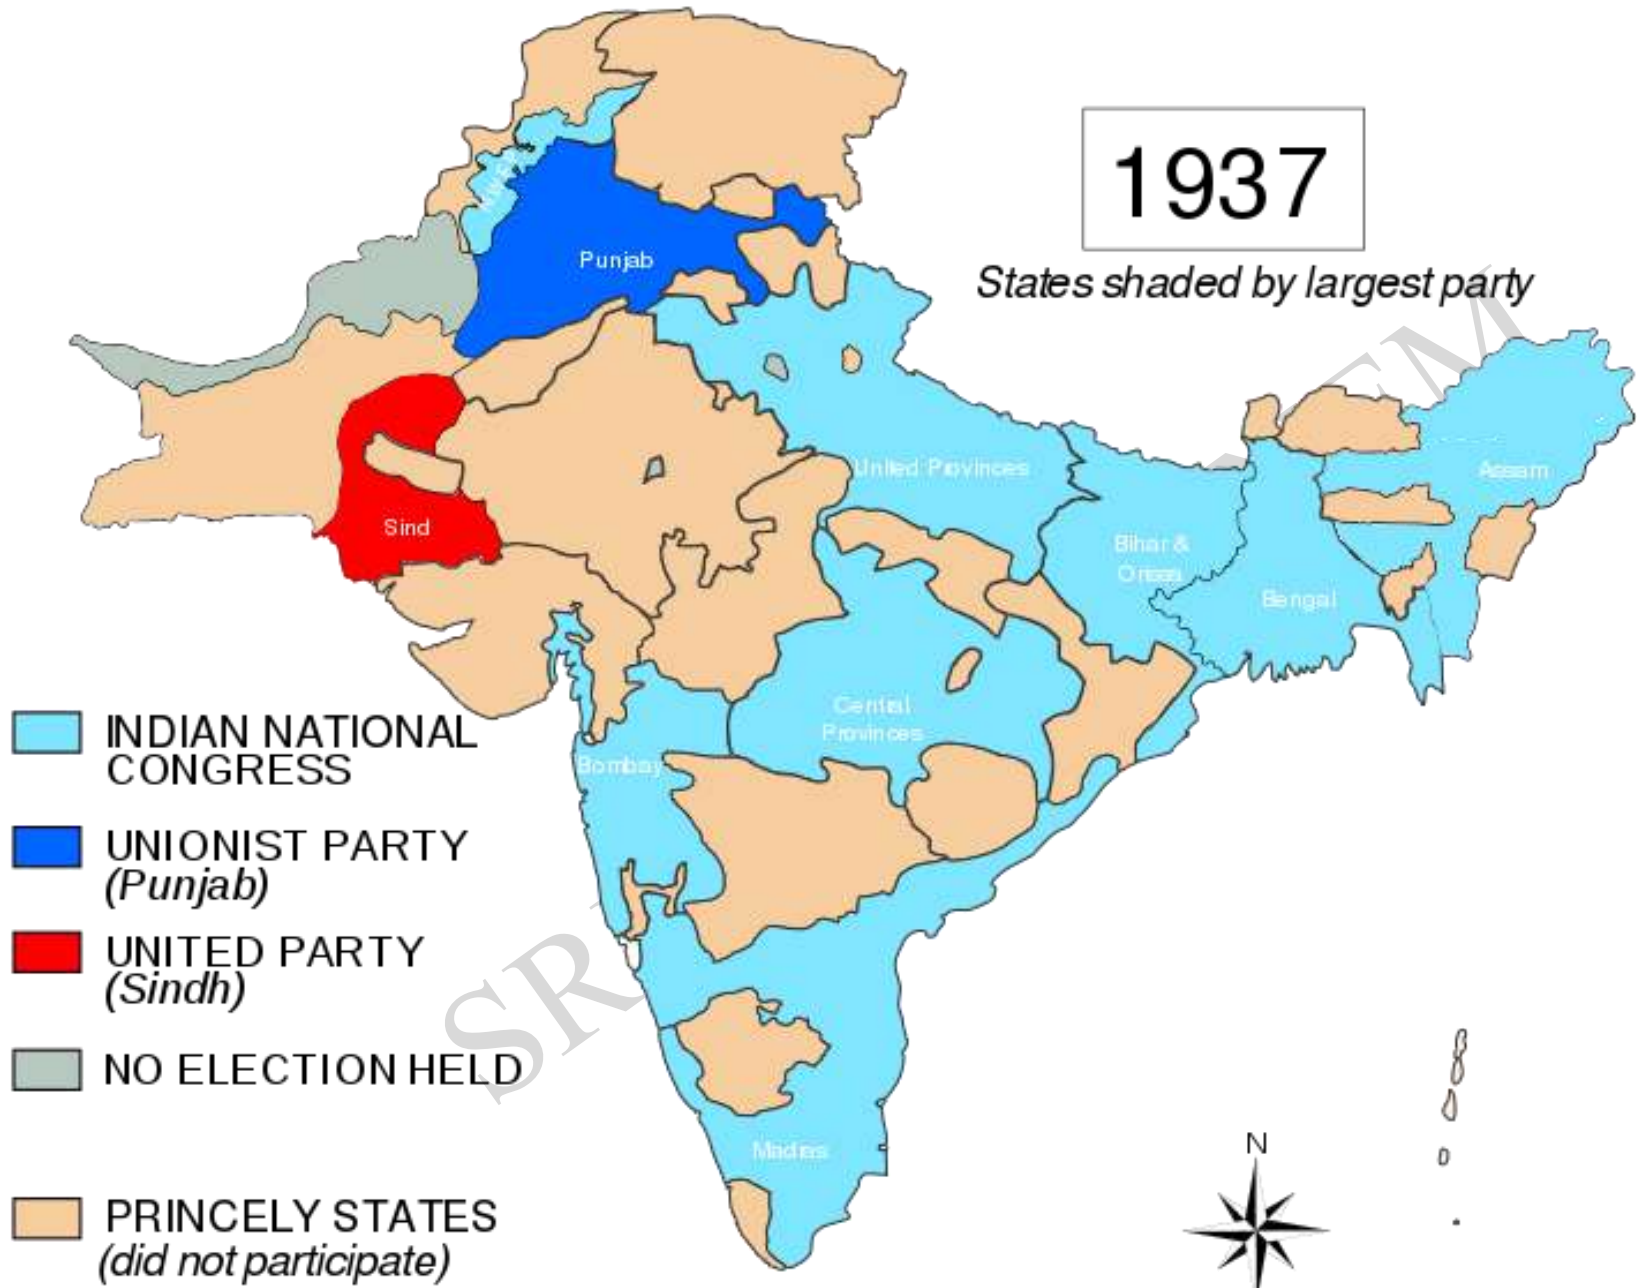 1937
States shaded by largest party
N.W.F.P
Punjab
United Provinces
Assam
Sind
Bihar &
Orissa
Bengal
Central
Provinces
Bombay
Madras
INDIAN NATIONAL
CONGRESS
UNIONIST PARTY
(Punjab)
UNITED PARTY
(Sindh)
NO ELECTION HELD
PRINCELY STATES
(did not participate)
N